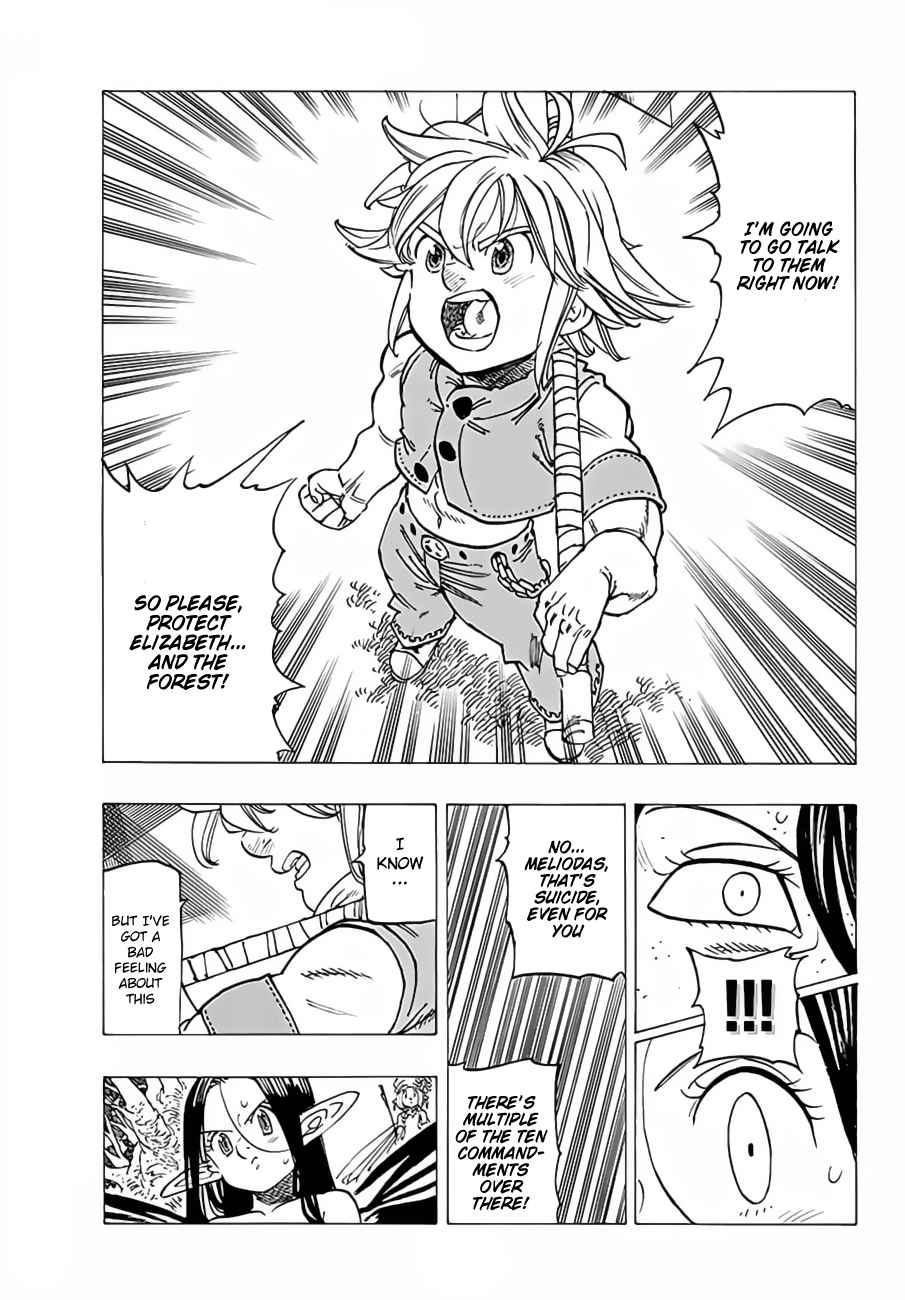 I'M GOING
TO GO TALK
TO THEM
RIGHT NOW!
SO PLEASE,
PROTECT
ELIZABETH...
AND THE
FOREST!
!!!
NO...
MELIODAS,
THAT'S
SUICIDE,
EVEN FOR
YOU
THERE'S
MULTIPLE
OF THE TEN
COMMAND-
MENTS
OVER
THERE!
I
KNOW
...
BUT I'VE
GOT A
BAD
FEELING
ABOUT
THIS